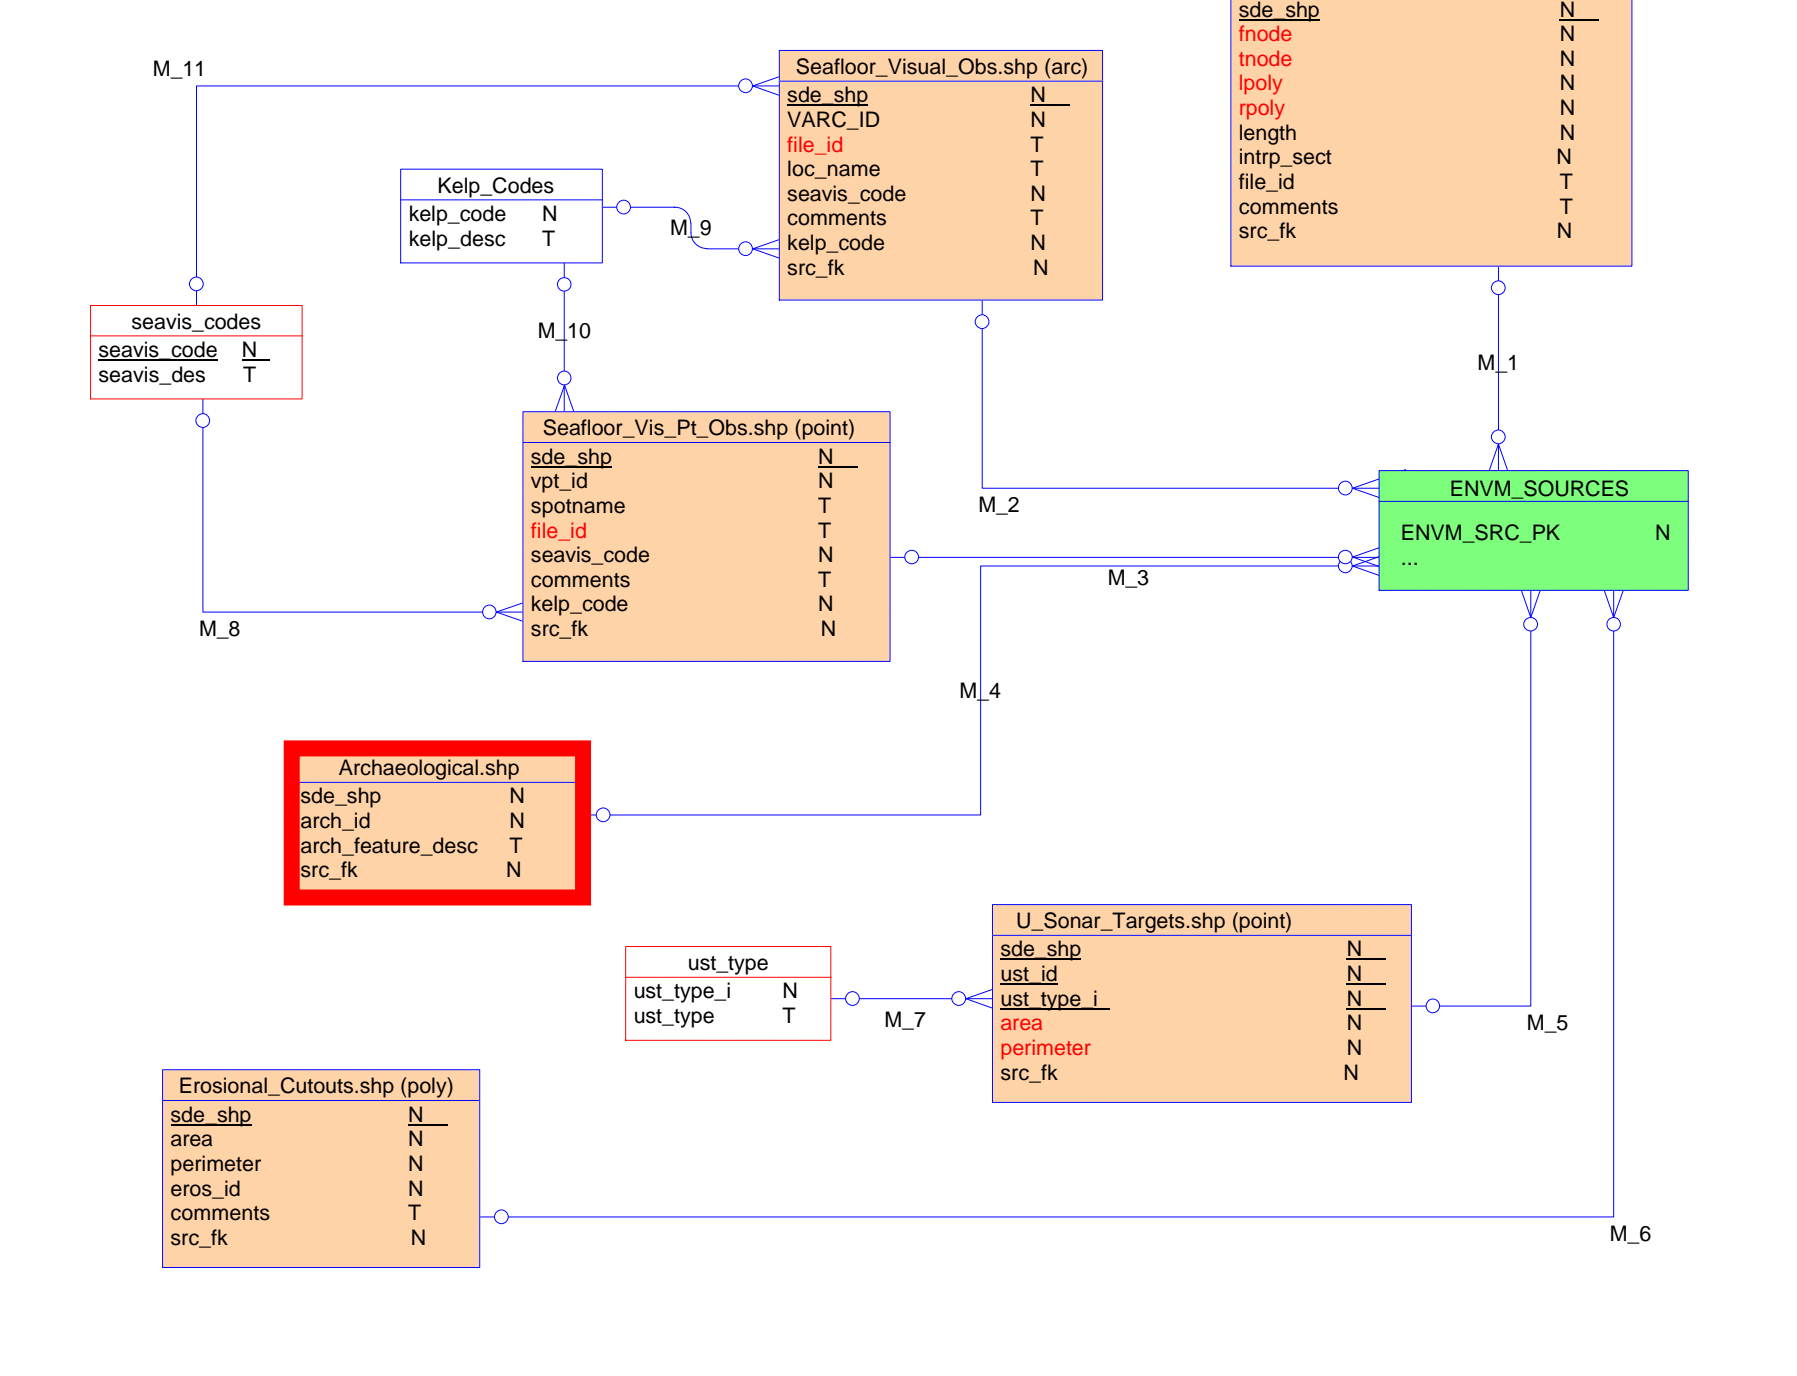 sde_shp N
fnode N
tnode N
lpoly N
rpoly N
length N
intrp_sect N
file_id T
comments T
src_fk N
M_11
Seafloor_Visual_Obs.shp (arc)
sde_shp N
VARC_ID N
file_id T
loc_name T
seavis_code N
comments T
kelp_code N
src_fk N
Kelp_Codes
kelp_code N
kelp_desc T
M_9
seavis_codes
seavis_code N
seavis_des T
M_10
M_1
Seafloor_Vis_Pt_Obs.shp (point)
sde_shp N
vpt_id N
spotname T
file_id T
seavis_code N
comments T
kelp_code N
src_fk N
M_2
ENVM_SOURCES
ENVM_SRC_PK N
...
M_3
M_8
M_4
Archaeological.shp
sde_shp N
arch_id N
arch_feature_desc T
src_fk N
U_Sonar_Targets.shp (point)
sde_shp N
ust_id N
ust_type_i N
area N
perimeter N
src_fk N
ust_type
ust_type_i N
ust_type T
M_7
M_5
Erosional_Cutouts.shp (poly)
sde_shp N
area N
perimeter N
eros_id N
comments T
src_fk N
M_6